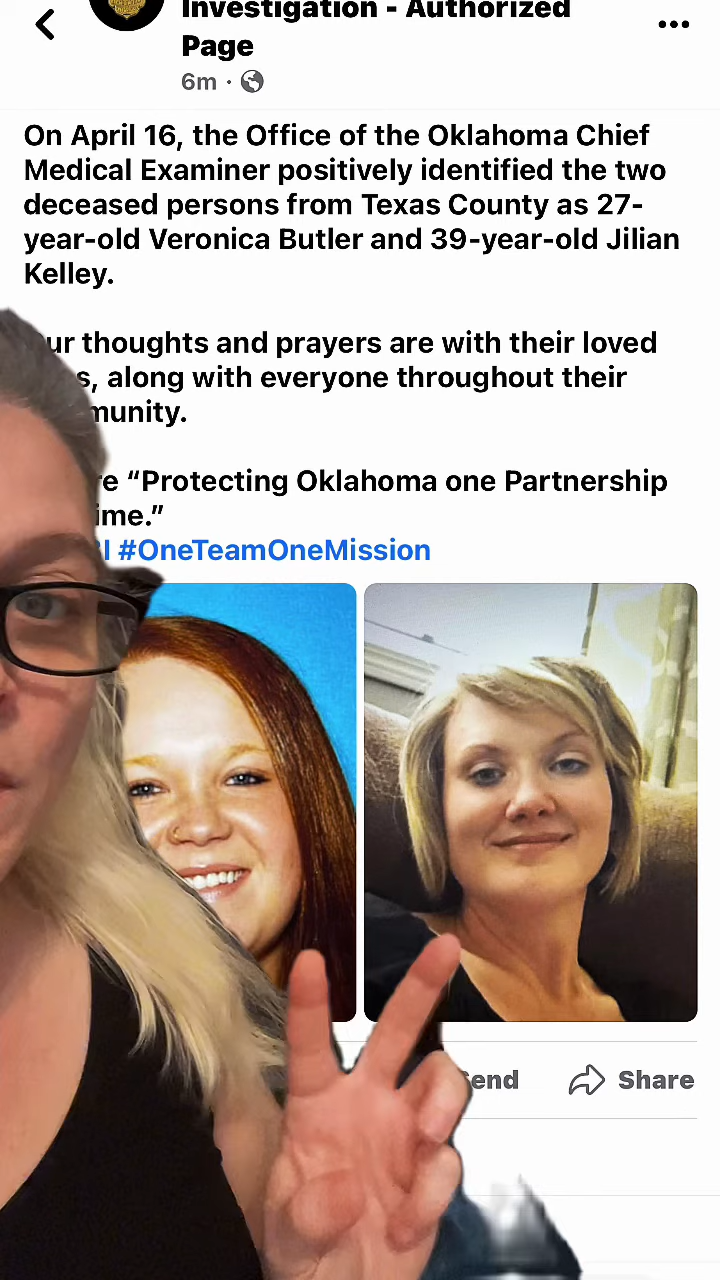 Investigation - Authorized
Page
6m ·
On April 16, the Office of the Oklahoma Chief
Medical Examiner positively identified the two
deceased persons from Texas County as 27-
year-old Veronica Butler and 39-year-old Jilian
Kelley.
ur thoughts and prayers are with their loved
s, along with everyone throughout their
munity.
re “Protecting Oklahoma one Partnership
ime.”
I #OneTeamOneMission
end
Share